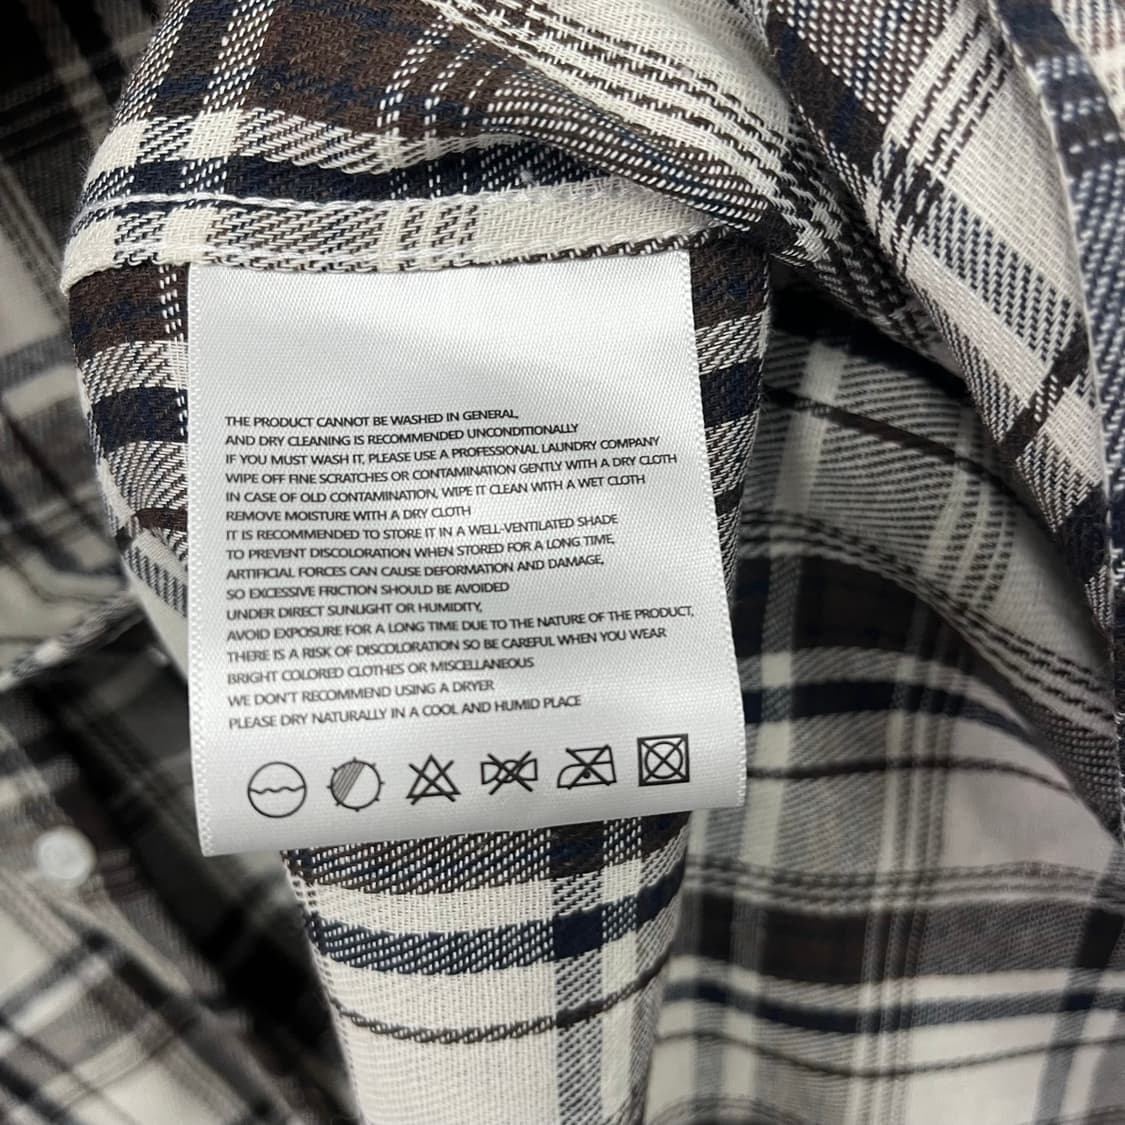 THE PRODUCT CANNOT BE WASHED IN GENERAL,
AND DRY CLEANING IS RECOMMENDED UNCONDITIONALLY
IF YOU MUST WASH IT, PLEASE USE A PROFESSIONAL LAUNDRY COMPANY
WIPE OFF FINE SCRATCHES OR CONTAMINATION GENTLY WITH A DRY CLOTH
IN CASE OF OLD CONTAMINATION, WIPE IT CLEAN WITH A WET CLOTH
REMOVE MOISTURE WITH A DRY CLOTH
IT IS RECOMMENDED TO STORE IT IN A WELL-VENTILATED SHADE
TO PREVENT DISCOLORATION WHEN STORED FOR A LONG TIME,
ARTIFICIAL FORCES CAN CAUSE DEFORMATION AND DAMAGE,
SO EXCESSIVE FRICTION SHOULD BE AVOIDED
UNDER DIRECT SUNLIGHT OR HUMIDITY,
AVOID EXPOSURE FOR A LONG TIME DUE TO THE NATURE OF THE PRODUCT,
THERE IS A RISK OF DISCOLORATION SO BE CAREFUL WHEN YOU WEAR
BRIGHT COLORED CLOTHES OR MISCELLANEOUS
WE DON'T RECOMMEND USING A DRYER
PLEASE DRY NATURALLY IN A COOL AND HUMID PLACE